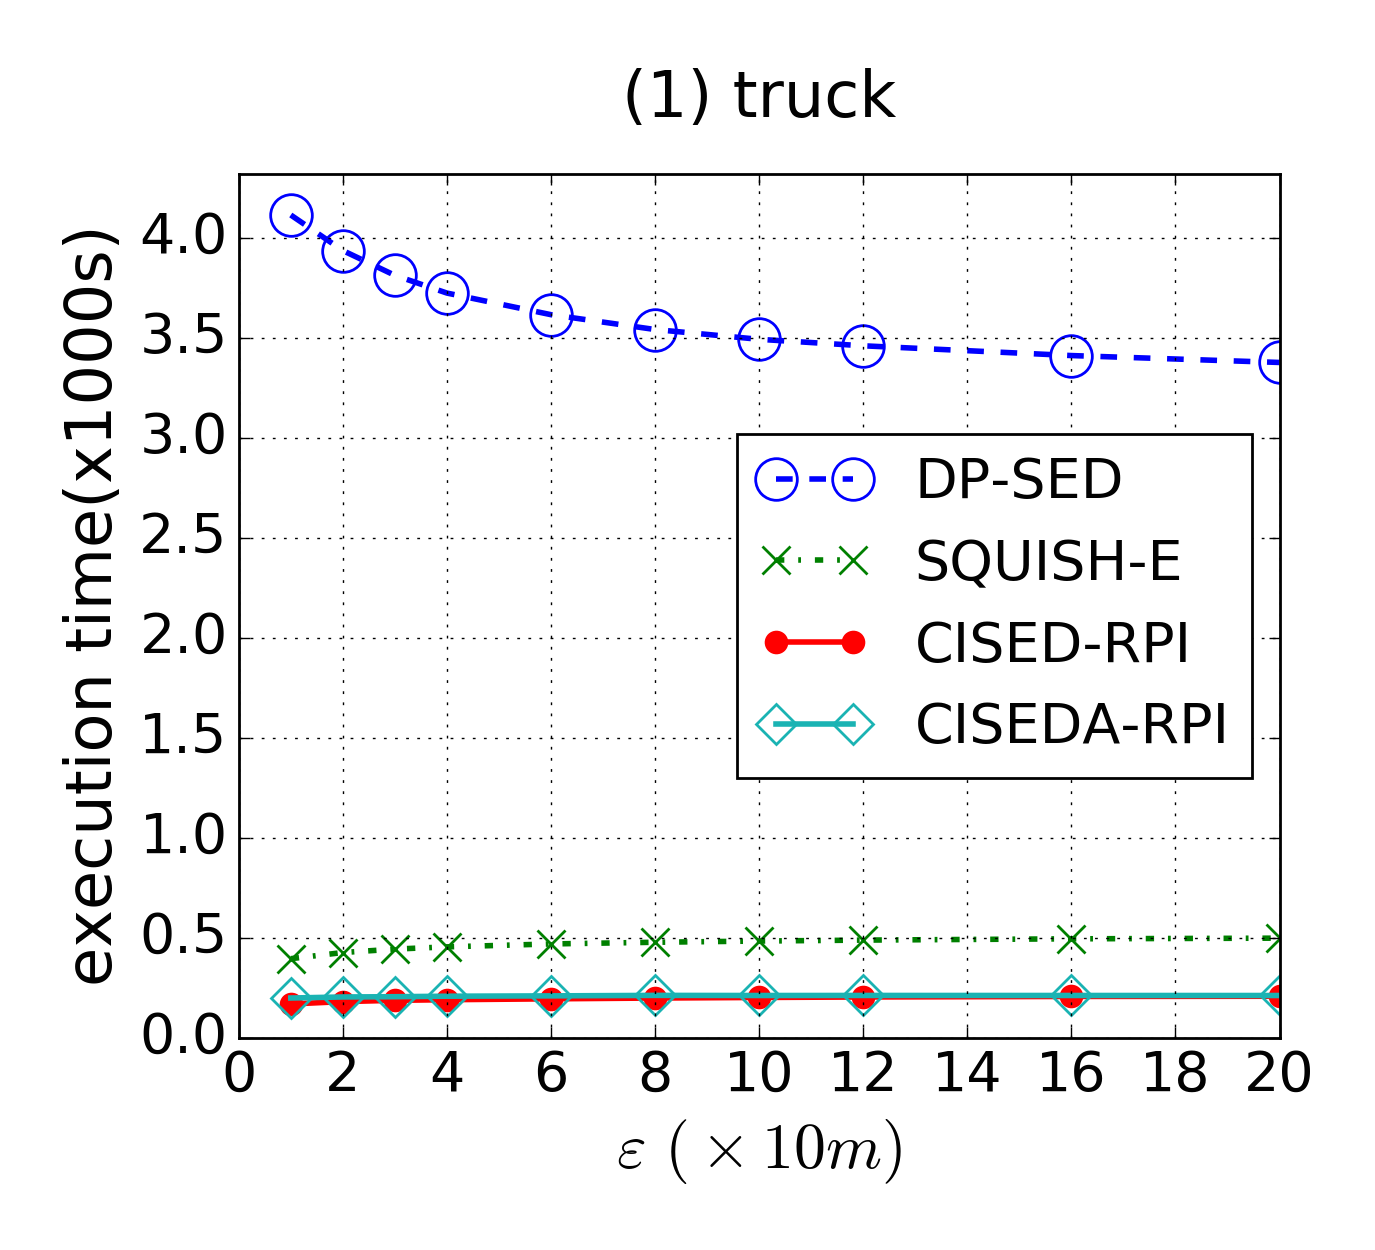 (1) truck
execution time(x1000s)
4.0
3.5
3.0
2.5
2.0
1.5
1.0
0.5
0.0
DP-SED
SQUISH-E
CISED-RPI
CISEDA-RPI
0 2 4 6 8 10 12 14 16 18 20
ε (×10m)